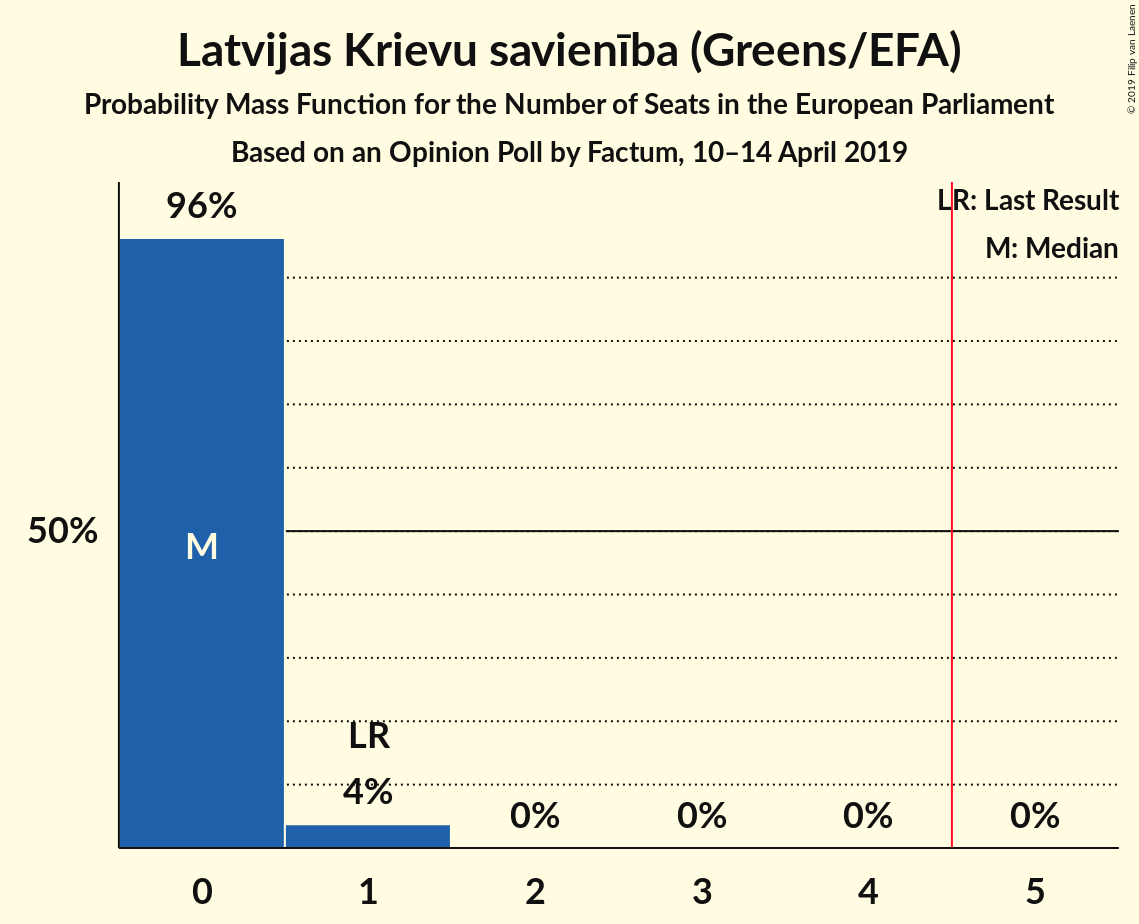 Latvijas Krievu savienība (Greens/EFA)
Probability Mass Function for the Number of Seats in the European Parliament
Based on an Opinion Poll by Factum, 10–14 April 2019
© 2019 Filip van Laenen
LR: Last Result
M: Median
96%
50%
M
LR
4%
0%
0%
0%
0%
0
1
2
3
4
5